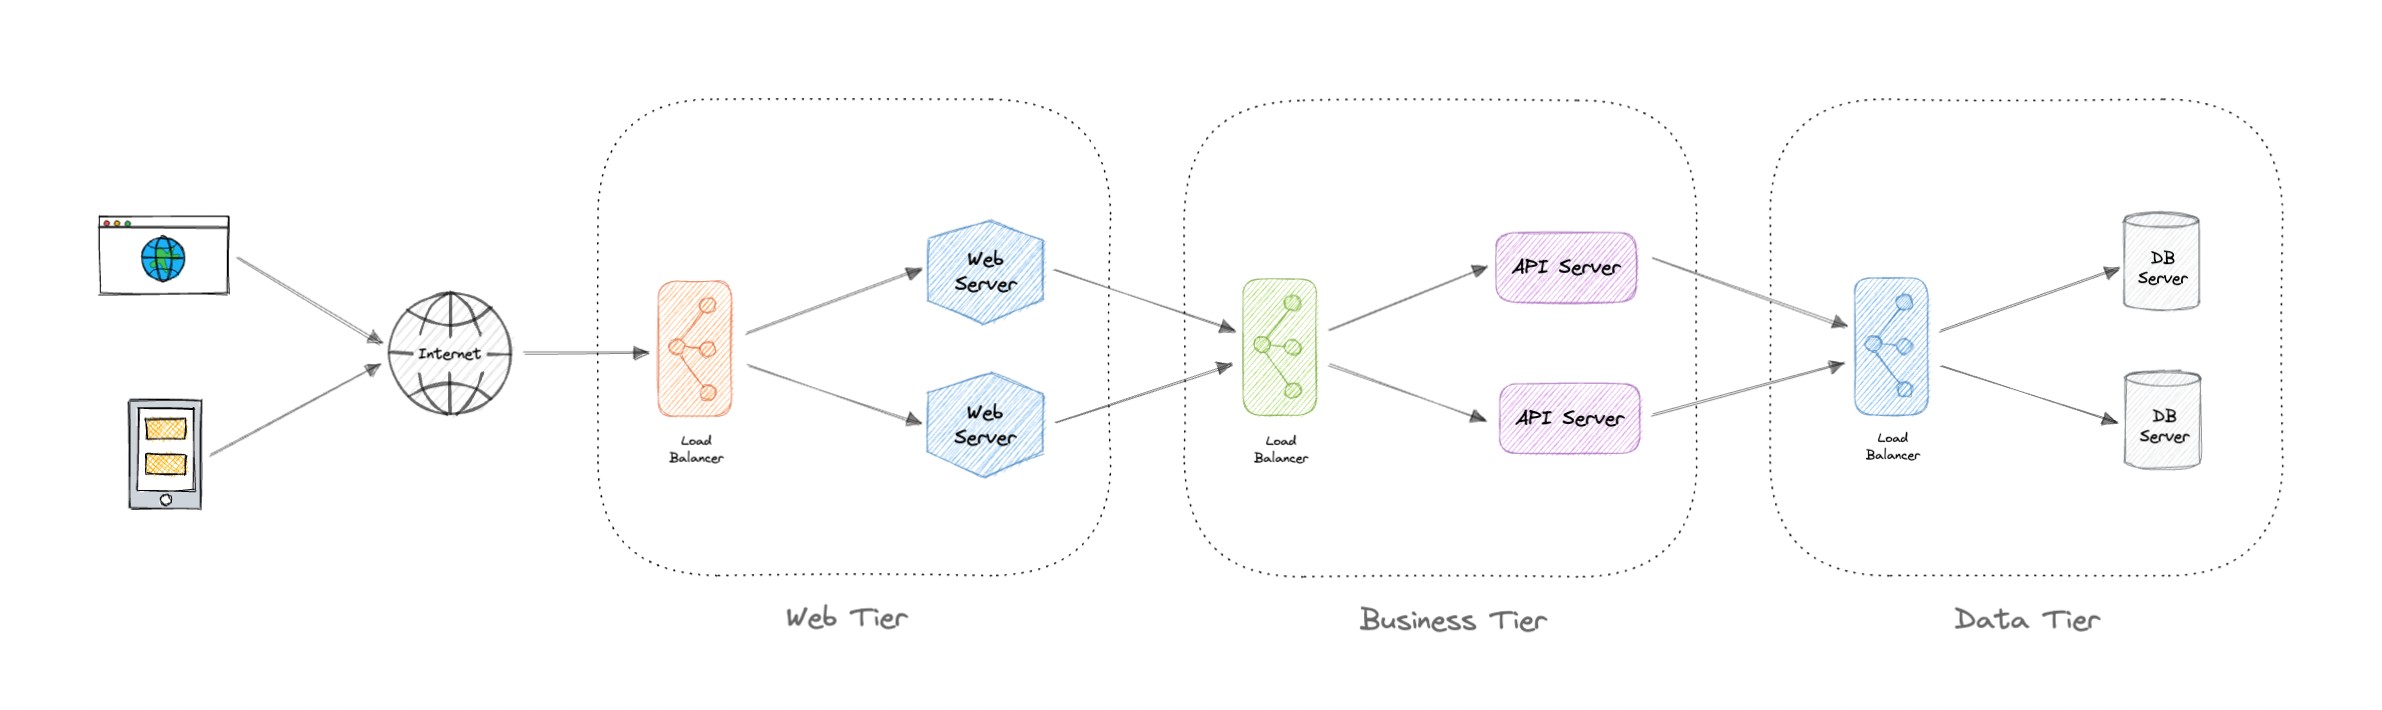 Internet
Load
Balancer
Web
Server
Web
Server
Web Tier
Load
Balancer
API Server
API Server
Business Tier
Load
Balancer
DB
Server
DB
Server
Data Tier